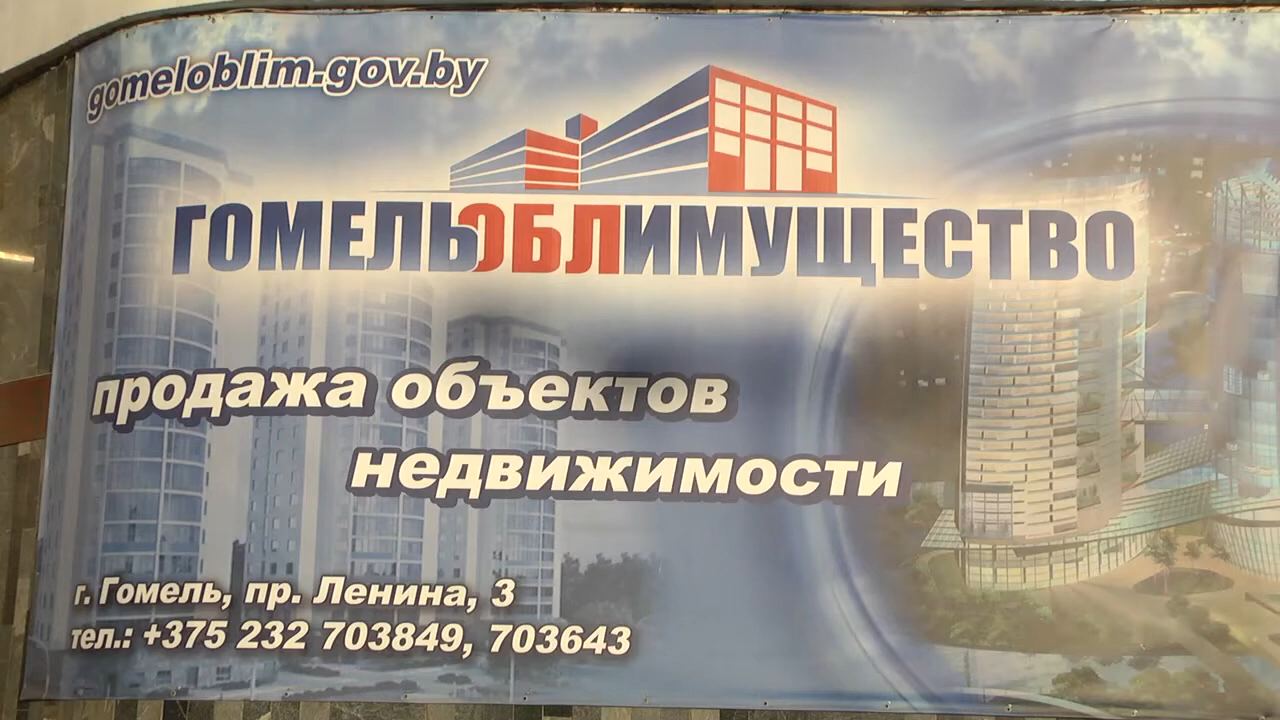 gomeloblim.gov.by
ГОМЕЛЬОБЛИМУЩЕСТВО
продажа объектов
недвижимости
г. Гомель, пр. Ленина, 3
тел.: +375 232 703849, 703643